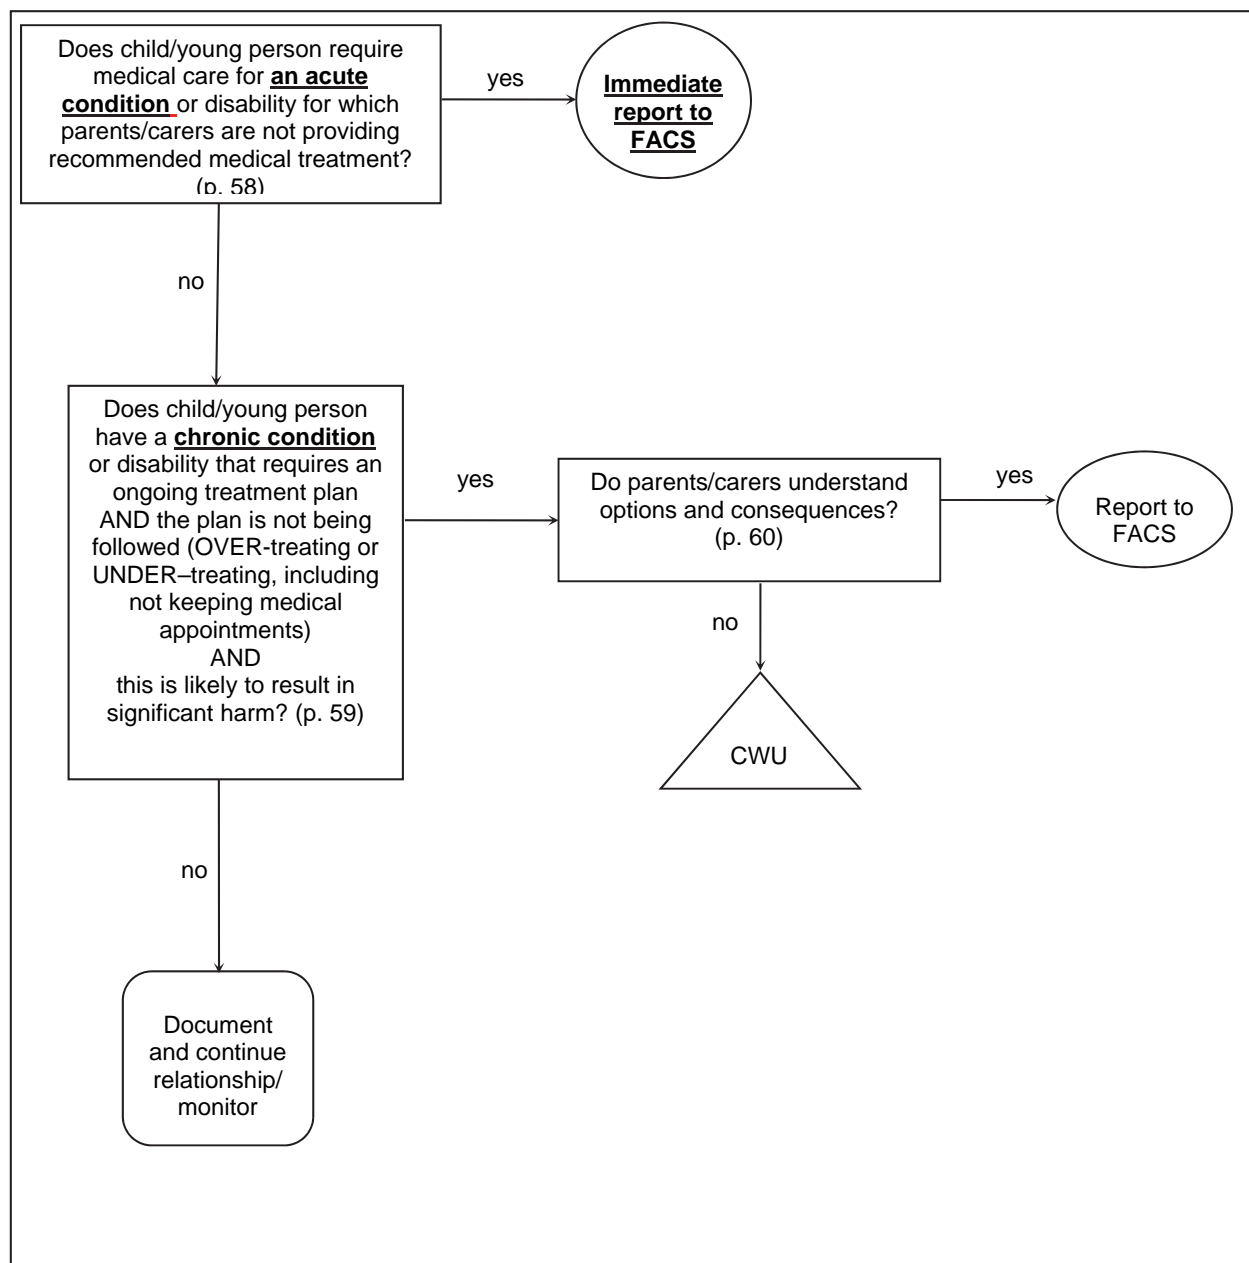 Does child/young person require
medical care for an acute
condition or disability for which
parents/carers are not providing
recommended medical treatment?
(p. 58)
yes
Immediate
report to
FACS
no
Does child/young person
have a chronic condition
or disability that requires an
ongoing treatment plan
AND the plan is not being
followed (OVER-treating or
UNDER–treating, including
not keeping medical
appointments)
AND
this is likely to result in
significant harm? (p. 59)
yes
Do parents/carers understand
options and consequences?
(p. 60)
yes
Report to
FACS
no
CWU
no
Document
and continue
relationship/
monitor